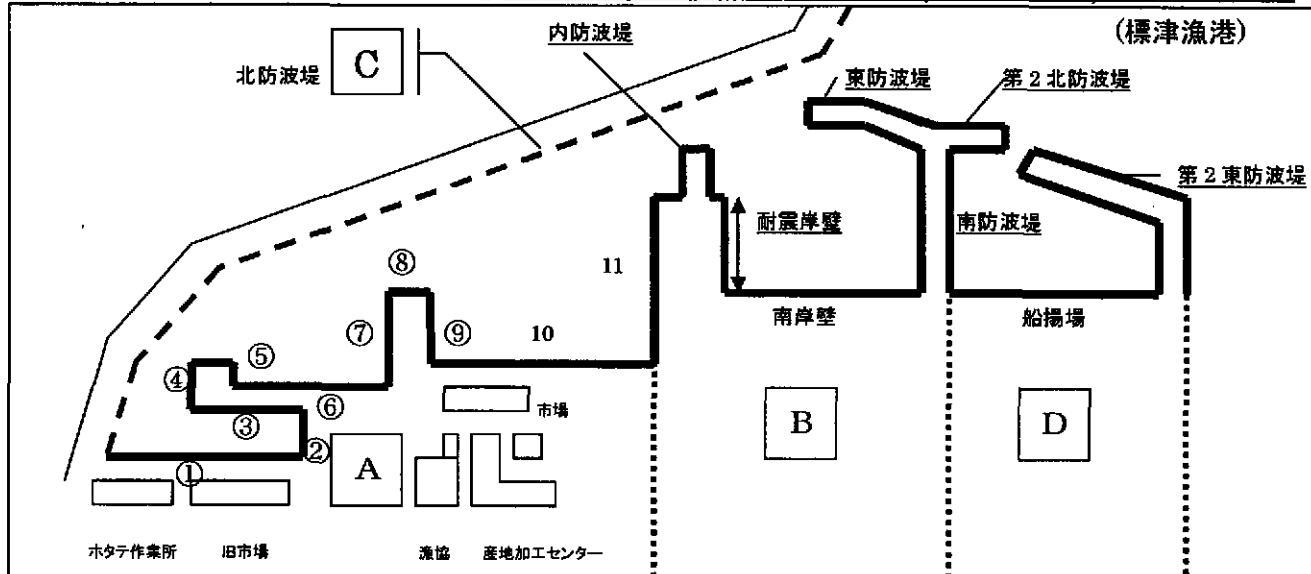 (標津漁港)
内防波堤
北防波堤
C
東防波堤
第2北防波堤
第2東防波堤
耐震岸壁
南防波堤
⑧
11
⑦
⑨
10
南岸壁
船揚場
⑤
④
⑥
③
市場
②
A
B
D
①
ホタテ作業所
旧市場
漁協
産地加工センター